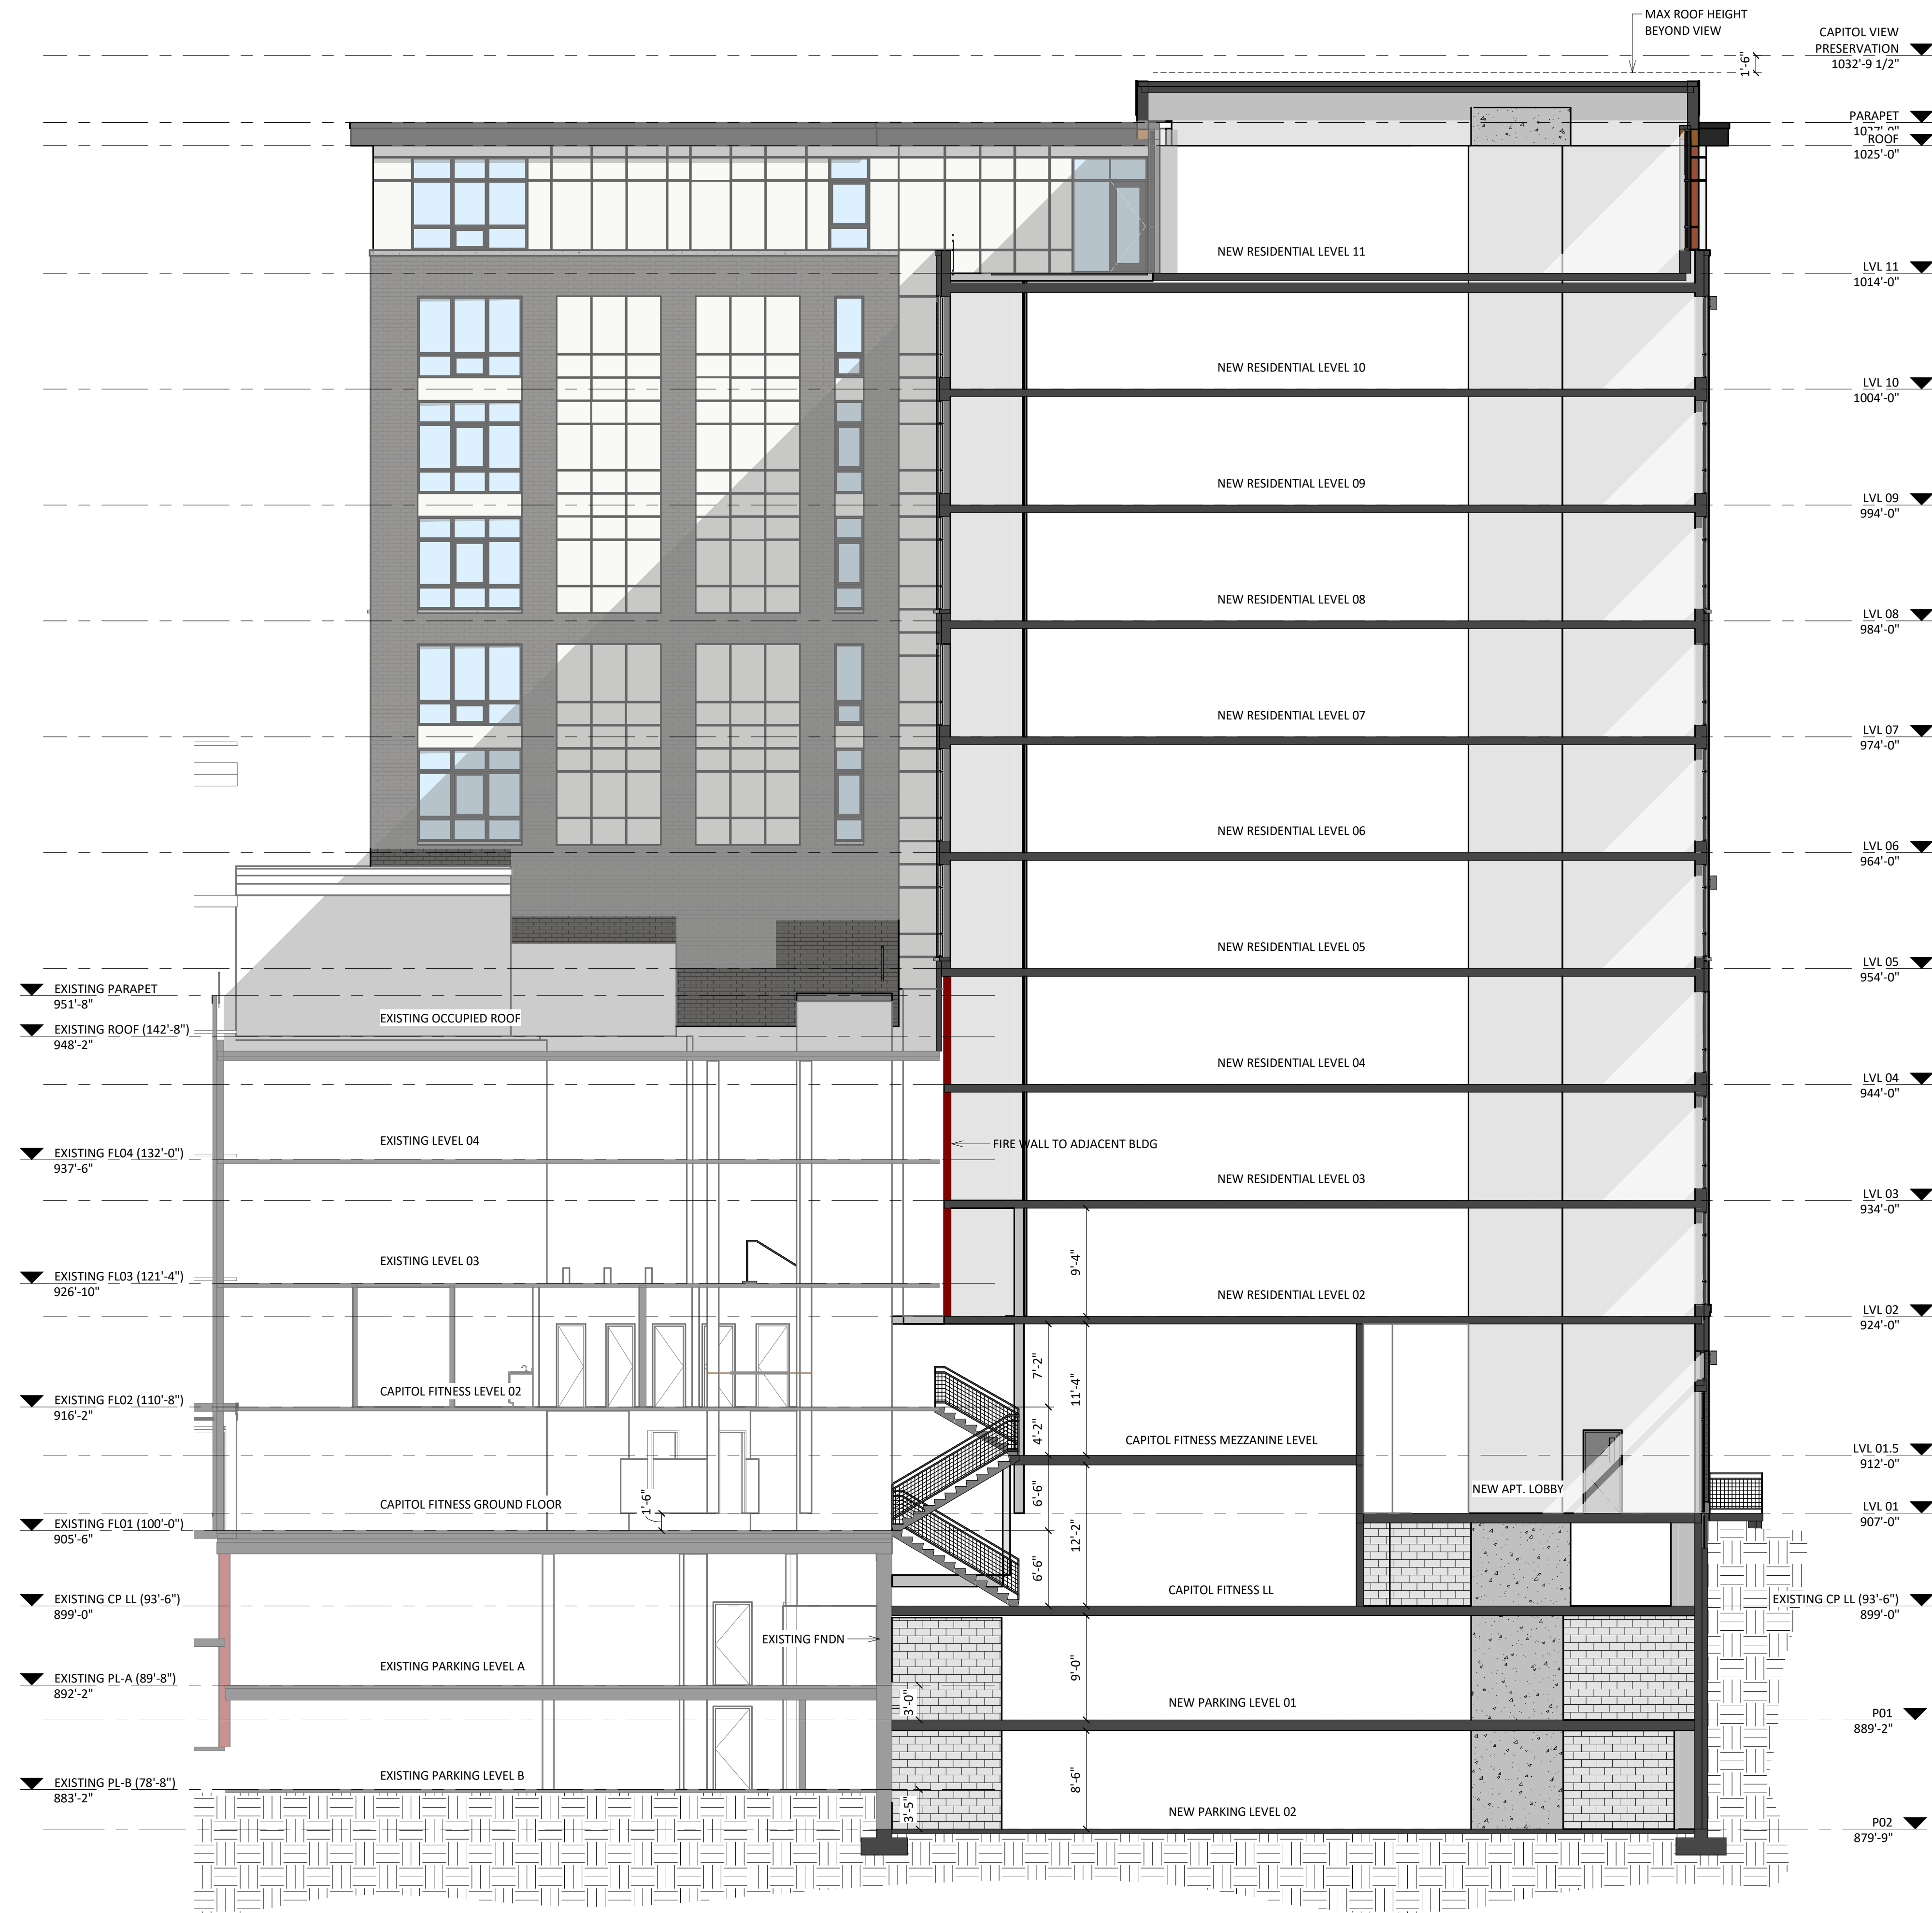 MAX ROOF HEIGHT
BEYOND VIEW
CAPITOL VIEW
PRESERVATION
1032'-9 1/2"
1'-6"
PARAPET
1027'-0"
ROOF
1025'-0"
NEW RESIDENTIAL LEVEL 11
LVL 11
1014'-0"
NEW RESIDENTIAL LEVEL 10
LVL 10
1004'-0"
NEW RESIDENTIAL LEVEL 09
LVL 09
994'-0"
NEW RESIDENTIAL LEVEL 08
LVL 08
984'-0"
NEW RESIDENTIAL LEVEL 07
LVL 07
974'-0"
NEW RESIDENTIAL LEVEL 06
LVL 06
964'-0"
NEW RESIDENTIAL LEVEL 05
LVL 05
954'-0"
EXISTING PARAPET
951'-8"
EXISTING OCCUPIED ROOF
EXISTING ROOF (142'-8")
948'-2"
NEW RESIDENTIAL LEVEL 04
LVL 04
944'-0"
EXISTING LEVEL 04
FIRE WALL TO ADJACENT BLDG
EXISTING FL04 (132'-0")
937'-6"
NEW RESIDENTIAL LEVEL 03
LVL 03
934'-0"
9'-4"
EXISTING LEVEL 03
EXISTING FL03 (121'-4")
926'-10"
NEW RESIDENTIAL LEVEL 02
LVL 02
924'-0"
7'-2"
11'-4"
CAPITOL FITNESS LEVEL 02
EXISTING FL02 (110'-8")
916'-2"
4'-2"
CAPITOL FITNESS MEZZANINE LEVEL
LVL 01.5
912'-0"
NEW APT. LOBBY
6'-6"
CAPITOL FITNESS GROUND FLOOR
1'-6"
LVL 01
907'-0"
EXISTING FL01 (100'-0")
905'-6"
12'-2"
6'-6"
CAPITOL FITNESS LL
EXISTING CP LL (93'-6")
899'-0"
EXISTING CP LL (93'-6")
899'-0"
EXISTING FNDN
EXISTING PARKING LEVEL A
9'-0"
EXISTING PL-A (89'-8")
892'-2"
3'-0"
NEW PARKING LEVEL 01
P01
889'-2"
EXISTING PARKING LEVEL B
8'-6"
EXISTING PL-B (78'-8")
883'-2"
3'-5"
NEW PARKING LEVEL 02
P02
879'-9"